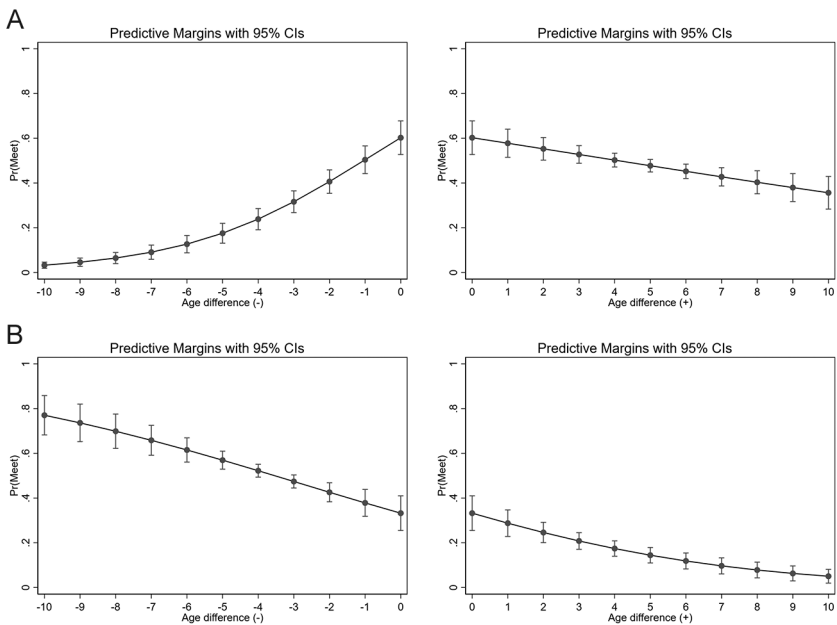 A
Predictive Margins with 95% CIs
Predictive Margins with 95% CIs
Pr(Meet)
0 .2 .4 .6 .8 1
Pr(Meet)
0 .2 .4 .6 .8 1
-10 -9 -8 -7 -6 -5 -4 -3 -2 -1 0
0 1 2 3 4 5 6 7 8 9 10
Age difference (-)
Age difference (+)
B
Predictive Margins with 95% CIs
Predictive Margins with 95% CIs
Pr(Meet)
0 .2 .4 .6 .8 1
Pr(Meet)
0 .2 .4 .6 .8 1
-10 -9 -8 -7 -6 -5 -4 -3 -2 -1 0
0 1 2 3 4 5 6 7 8 9 10
Age difference (-)
Age difference (+)